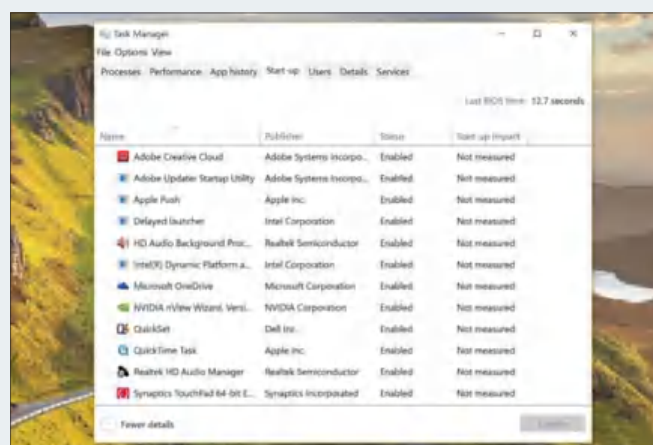 Task Manager
File Options View
Processes Performance App history Start-up Users Details Services
Last BIOS time: 12.7 seconds
Name Publisher Status Start-up impact
Adobe Creative Cloud Adobe Systems Incorpo... Enabled Not measured
Adobe Updater Startup Utility Adobe Systems Incorpo... Enabled Not measured
Apple Push Apple Inc. Enabled Not measured
Delayed launcher Intel Corporation Enabled Not measured
HD Audio Background Proc... Realtek Semiconductor Enabled Not measured
Intel(R) Dynamic Platform a... Intel Corporation Enabled Not measured
Microsoft OneDrive Microsoft Corporation Enabled Not measured
NVIDIA nView Wizard, Versi... NVIDIA Corporation Enabled Not measured
QuickSet Dell Inc. Enabled Not measured
QuickTime Task Apple Inc. Enabled Not measured
Realtek HD Audio Manager Realtek Semiconductor Enabled Not measured
Synaptics TouchPad 64-bit E... Synaptics Incorporated Enabled Not measured
Fewer details